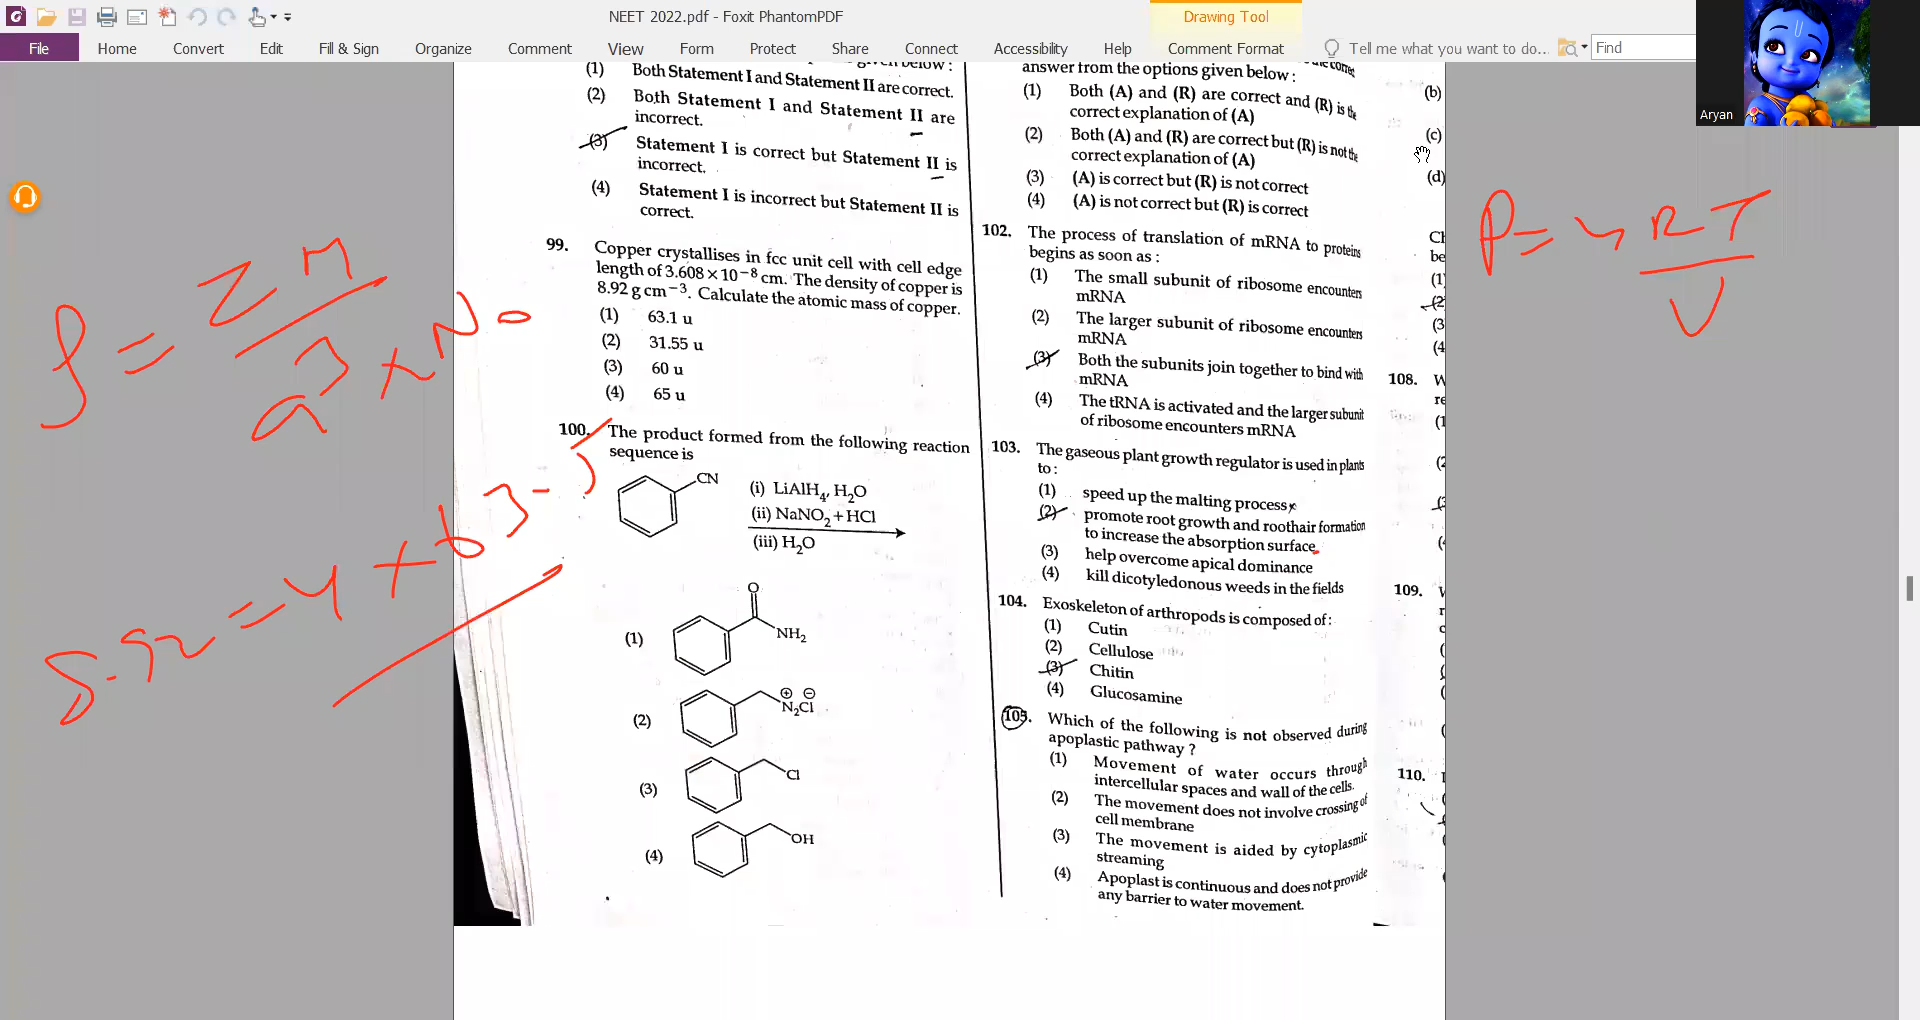 NEET 2022.pdf - Foxit PhantomPDF
Drawing Tool
File Home Convert Edit Fill & Sign Organize Comment View Form Protect Share Connect Accessibility Help Comment Format Tell me what you want to do... Find
Aryan
(1) Both Statement I and Statement II are correct.
(2) Both Statement I and Statement II are
incorrect.
(3) Statement I is correct but Statement II is
incorrect.
(4) Statement I is incorrect but Statement II is
correct.
99. Copper crystallises in fcc unit cell with cell edge
length of 3.608 × 10⁻⁸ cm. The density of copper is
8.92 g cm⁻³. Calculate the atomic mass of copper.
(1) 63.1 u
(2) 31.55 u
(3) 60 u
(4) 65 u
100. The product formed from the following reaction
sequence is
CN
(i) LiAlH₄, H₂O
(ii) NaNO₂ + HCl
(iii) H₂O
(1) O NH₂
(2) ⊕ ⊖ N₂Cl
(3) Cl
(4) OH
answer from the options given below :
(1) Both (A) and (R) are correct and (R) is the
correct explanation of (A)
(2) Both (A) and (R) are correct but (R) is not the
correct explanation of (A)
(3) (A) is correct but (R) is not correct
(4) (A) is not correct but (R) is correct
102. The process of translation of mRNA to proteins
begins as soon as :
(1) The small subunit of ribosome encounters
mRNA
(2) The larger subunit of ribosome encounters
mRNA
(3) Both the subunits join together to bind with
mRNA
(4) The tRNA is activated and the larger subunit
of ribosome encounters mRNA
103. The gaseous plant growth regulator is used in plants
to :
(1) speed up the malting process
(2) promote root growth and roothair formation
to increase the absorption surface
(3) help overcome apical dominance
(4) kill dicotyledonous weeds in the fields
104. Exoskeleton of arthropods is composed of :
(1) Cutin
(2) Cellulose
(3) Chitin
(4) Glucosamine
105. Which of the following is not observed during
apoplastic pathway ?
(1) Movement of water occurs through
intercellular spaces and wall of the cells.
(2) The movement does not involve crossing of
cell membrane
(3) The movement is aided by cytoplasmic
streaming
(4) Apoplast is continuous and does not provide
any barrier to water movement.
(b)
(c)
(d)
108.
109.
110.
ρ = ZM
a³ × N₀
8.92 = 4 × 63.5
P = nRT
V